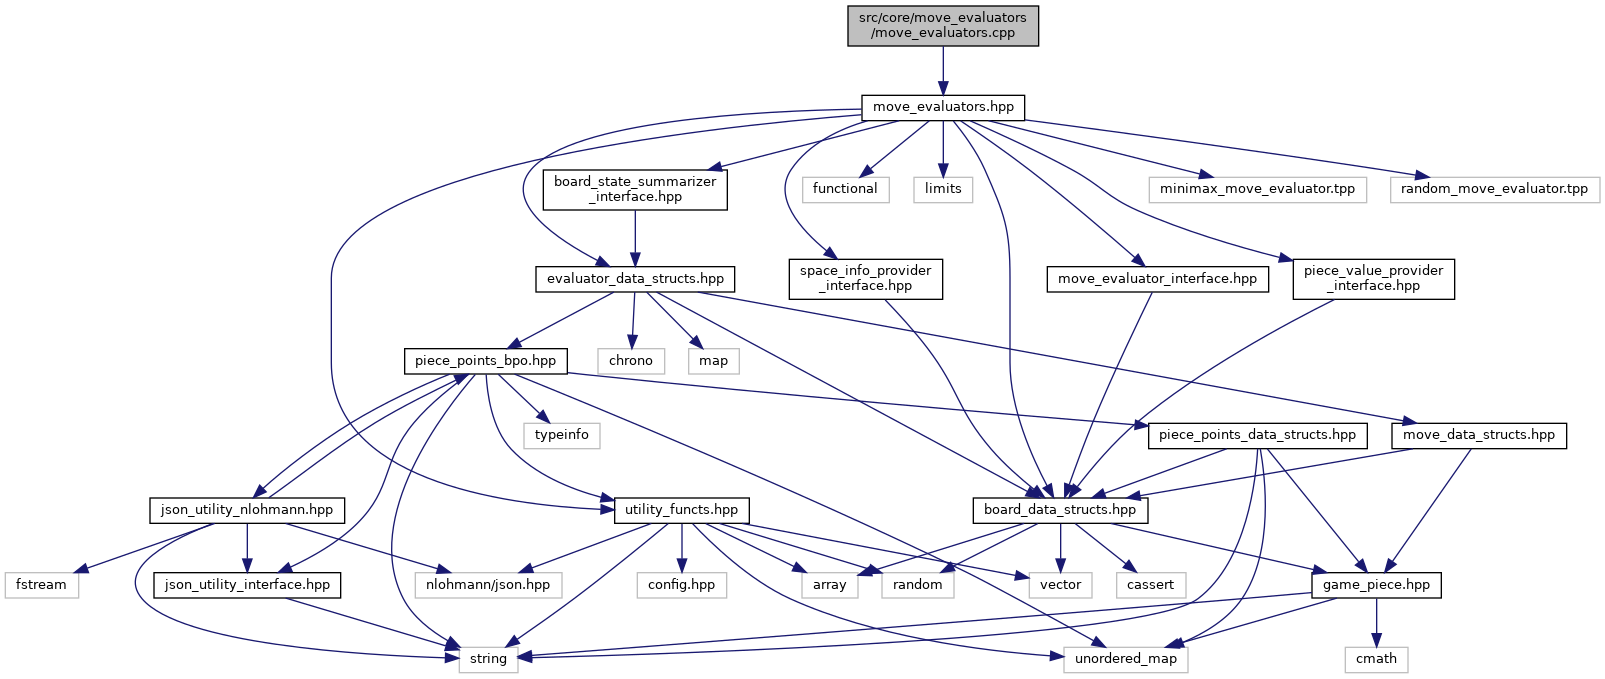 src/core/move_evaluators
/move_evaluators.cpp
move_evaluators.hpp
board_state_summarizer
_interface.hpp
functional
limits
minimax_move_evaluator.tpp
random_move_evaluator.tpp
evaluator_data_structs.hpp
space_info_provider
_interface.hpp
move_evaluator_interface.hpp
piece_value_provider
_interface.hpp
piece_points_bpo.hpp
chrono
map
typeinfo
piece_points_data_structs.hpp
move_data_structs.hpp
json_utility_nlohmann.hpp
utility_functs.hpp
board_data_structs.hpp
fstream
json_utility_interface.hpp
nlohmann/json.hpp
config.hpp
array
random
vector
cassert
game_piece.hpp
string
unordered_map
cmath